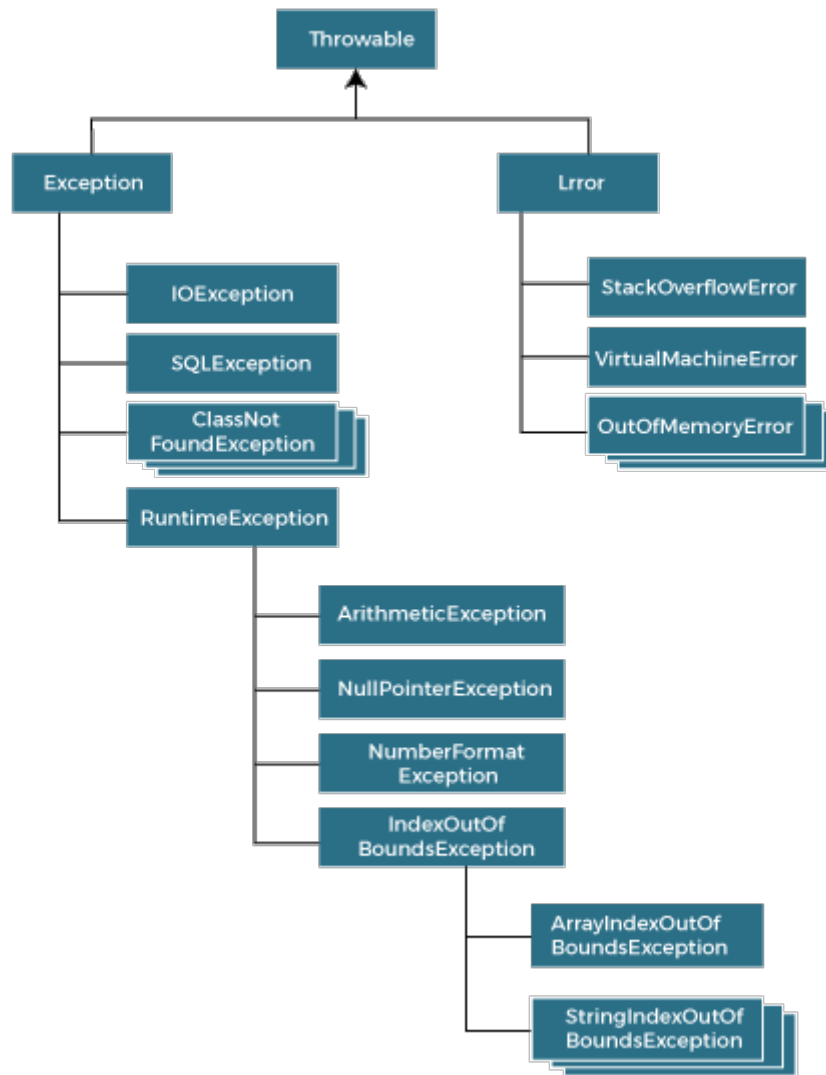 Throwable
Exception
Lrror
IOException
SQLException
ClassNot
FoundException
RuntimeException
StackOverflowError
VirtualMachineError
OutOfMemoryError
ArithmeticException
NullPointerException
NumberFormat
Exception
IndexOutOf
BoundsException
ArrayIndexOutOf
BoundsException
StringIndexOutOf
BoundsException